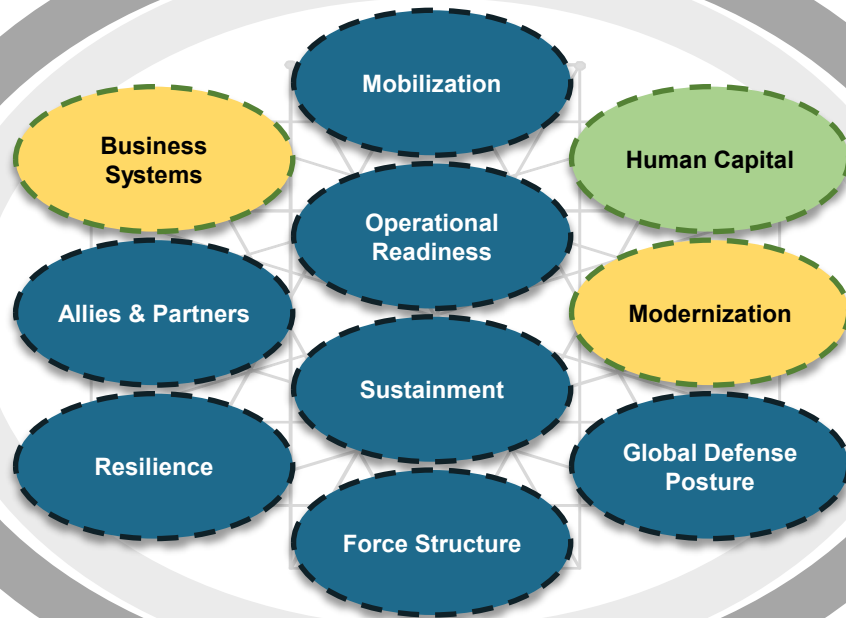 Mobilization
Business
Systems
Human Capital
Operational
Readiness
Allies & Partners
Modernization
Sustainment
Resilience
Global Defense
Posture
Force Structure